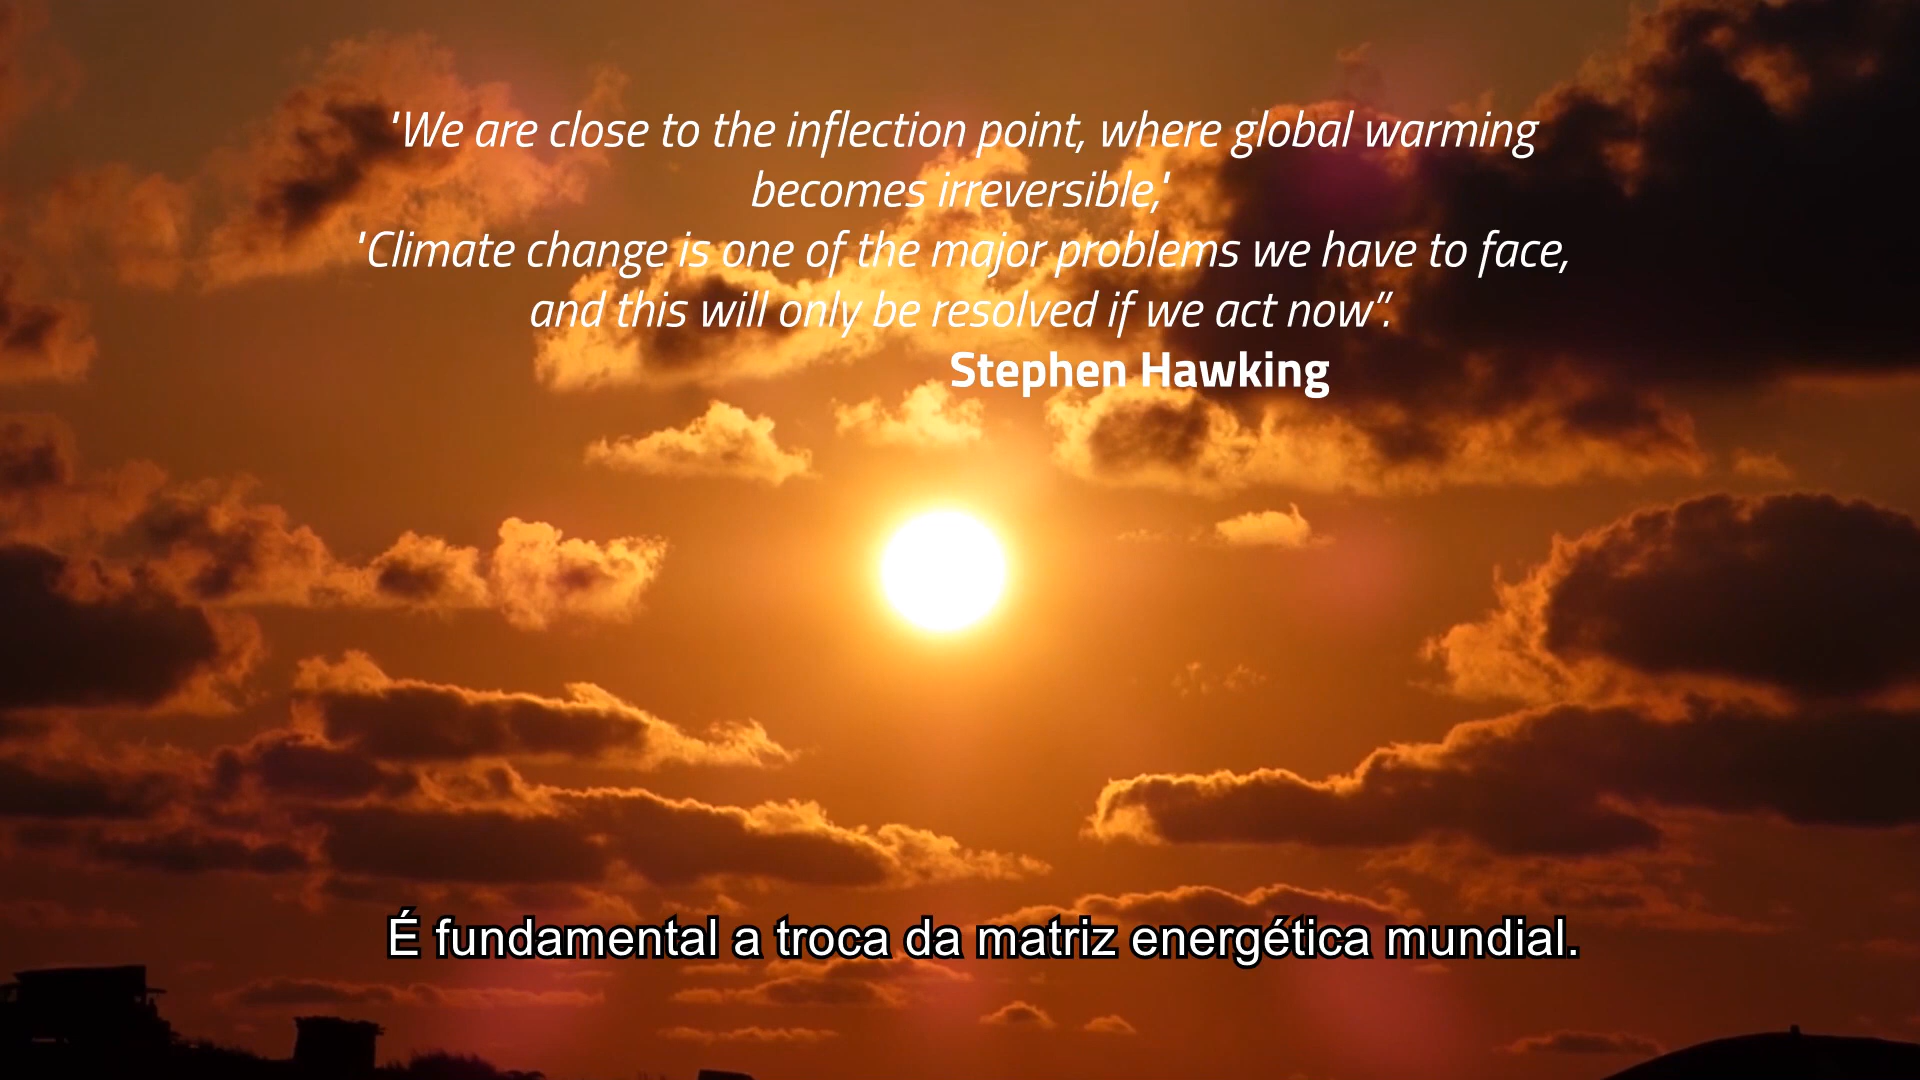 'We are close to the inflection point, where global warming
becomes irreversible,'
'Climate change is one of the major problems we have to face,
and this will only be resolved if we act now”.
Stephen Hawking
É fundamental a troca da matriz energética mundial.